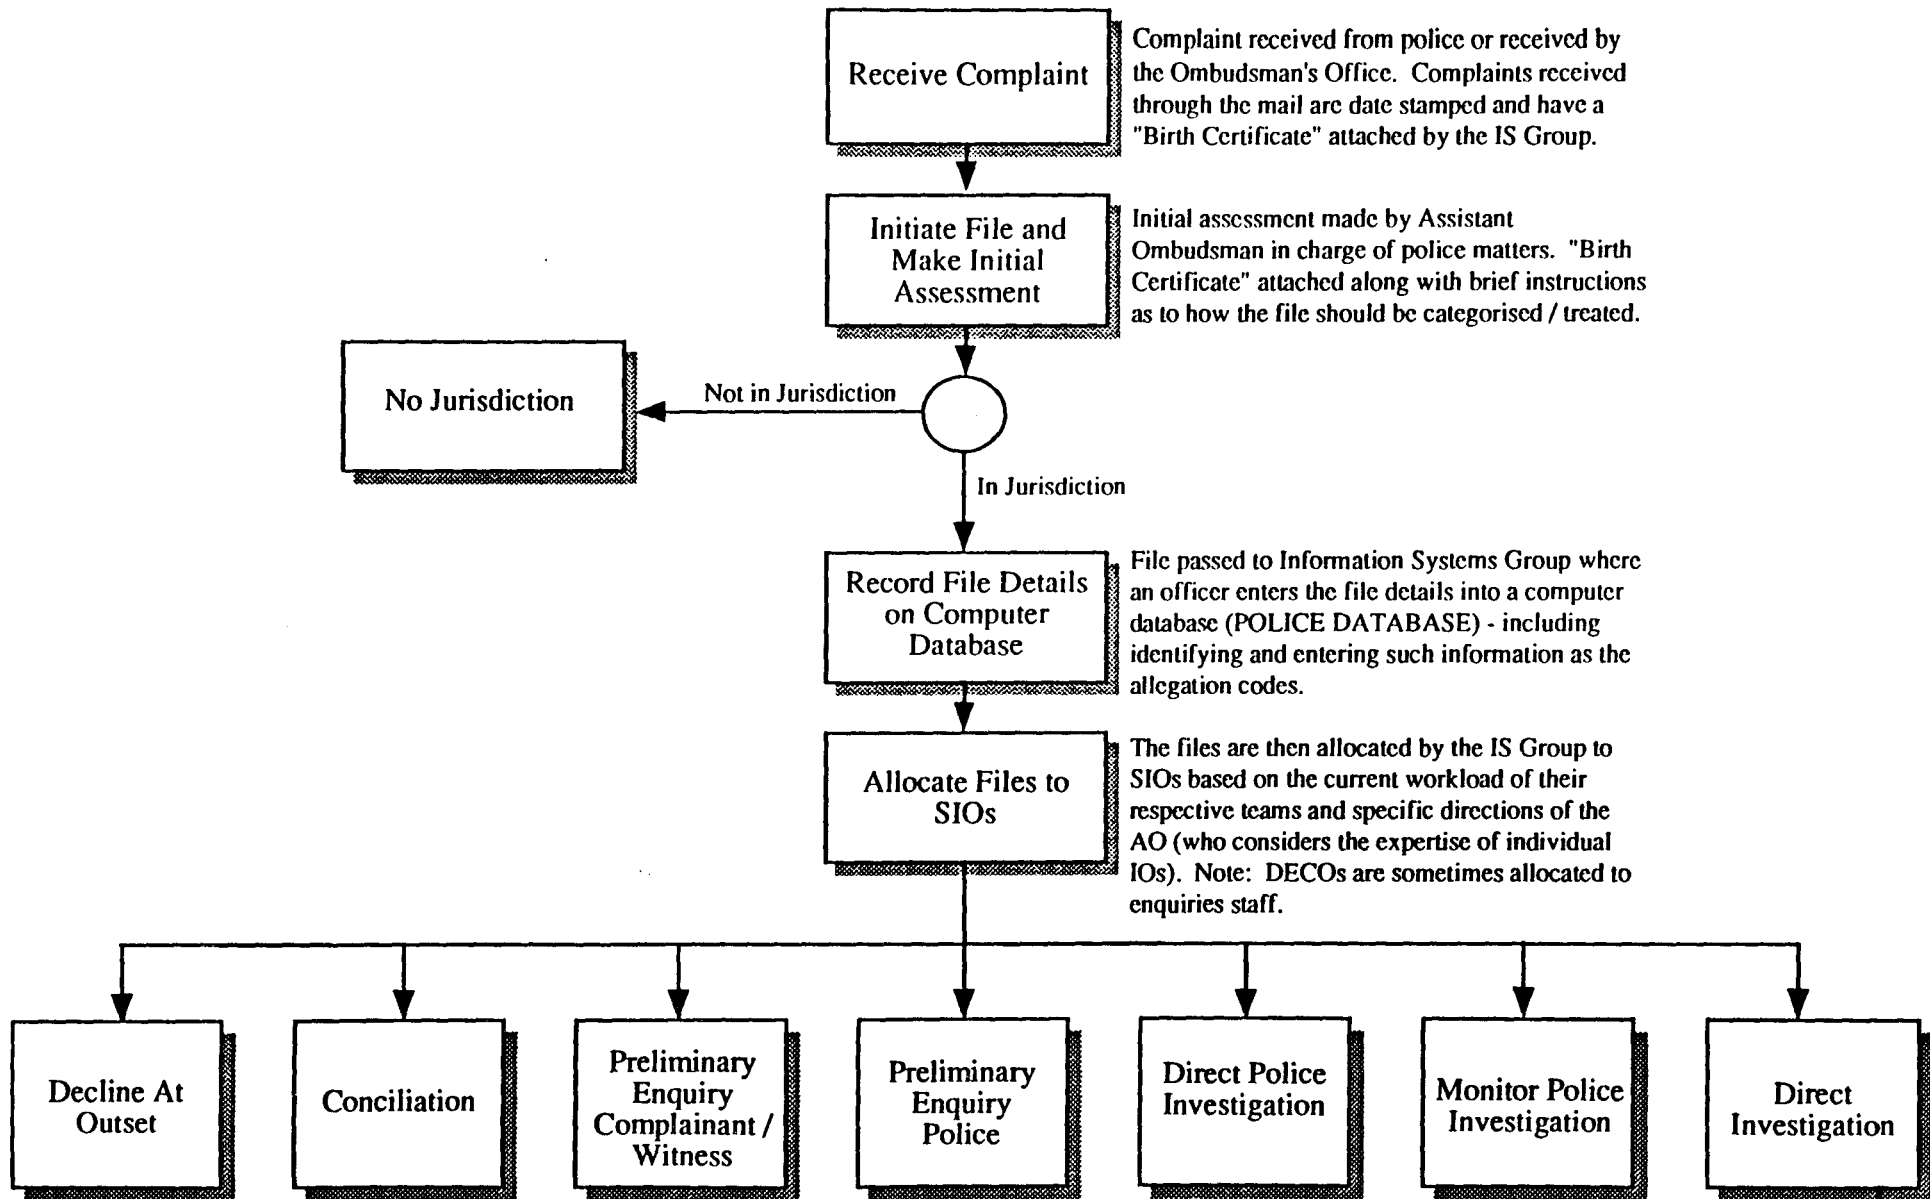 Receive Complaint
Complaint received from police or received by
the Ombudsman's Office. Complaints received
through the mail are date stamped and have a
"Birth Certificate" attached by the IS Group.
Initiate File and
Make Initial
Assessment
Initial assessment made by Assistant
Ombudsman in charge of police matters. "Birth
Certificate" attached along with brief instructions
as to how the file should be categorised / treated.
No Jurisdiction
Not in Jurisdiction
In Jurisdiction
Record File Details
on Computer
Database
File passed to Information Systems Group where
an officer enters the file details into a computer
database (POLICE DATABASE) - including
identifying and entering such information as the
allegation codes.
Allocate Files to
SIOs
The files are then allocated by the IS Group to
SIOs based on the current workload of their
respective teams and specific directions of the
AO (who considers the expertise of individual
IOs). Note: DECOs are sometimes allocated to
enquiries staff.
Decline At
Outset
Conciliation
Preliminary
Enquiry
Complainant /
Witness
Preliminary
Enquiry
Police
Direct Police
Investigation
Monitor Police
Investigation
Direct
Investigation